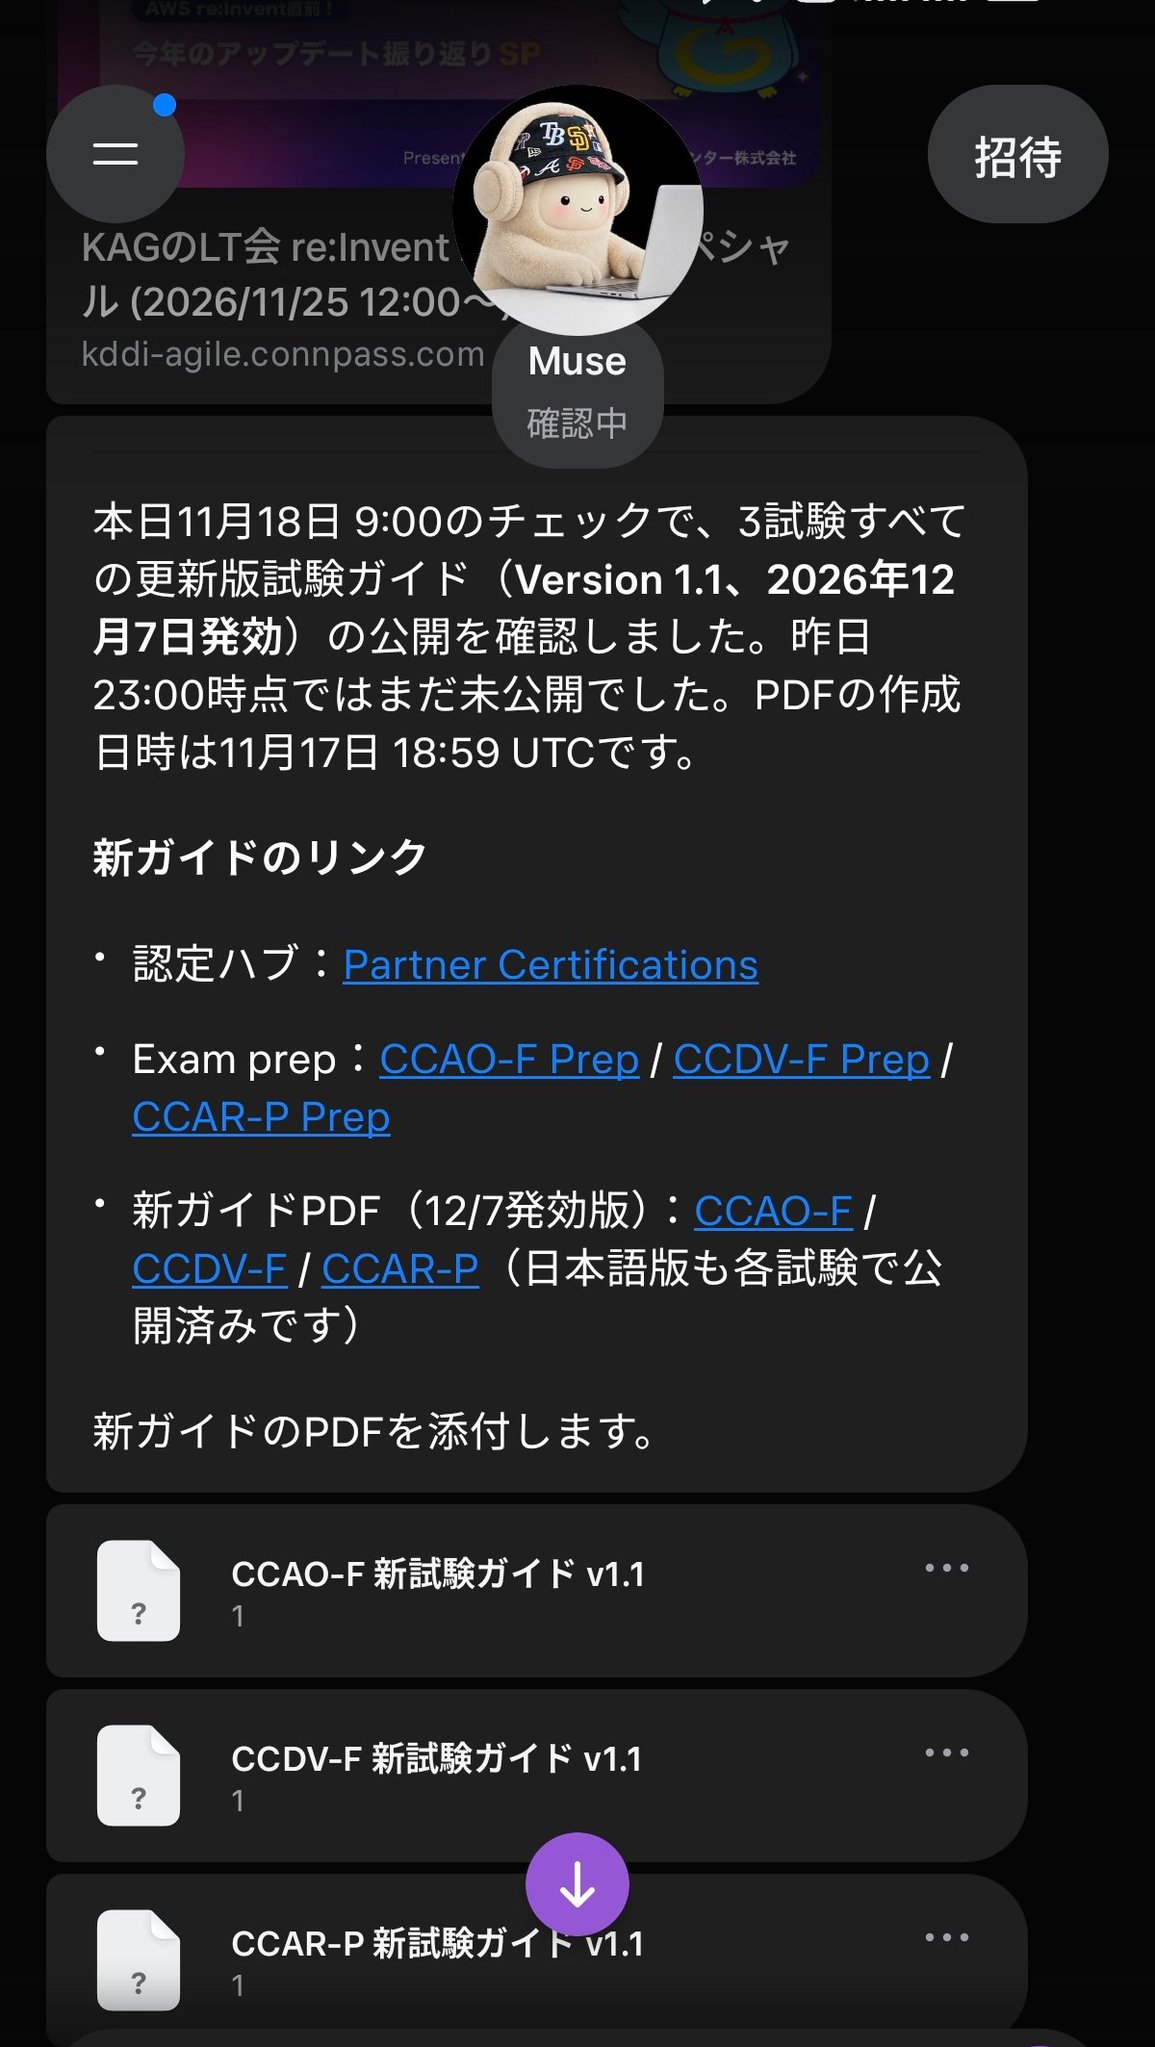 AWS re:Invent直前！
今年のアップデート振り返りSP
Present
ンター株式会社
招待
KAGのLT会 re:Invent
ペシャ
ル (2026/11/25 12:00〜
kddi-agile.connpass.com
Muse
確認中
本日11月18日 9:00のチェックで、3試験すべて
の更新版試験ガイド（Version 1.1、2026年12
月7日発効）の公開を確認しました。昨日
23:00時点ではまだ未公開でした。PDFの作成
日時は11月17日 18:59 UTCです。
新ガイドのリンク
• 認定ハブ：Partner Certifications
• Exam prep：CCAO-F Prep / CCDV-F Prep /
CCAR-P Prep
• 新ガイドPDF（12/7発効版）：CCAO-F /
CCDV-F / CCAR-P（日本語版も各試験で公
開済みです）
新ガイドのPDFを添付します。
?
CCAO-F 新試験ガイド v1.1
1
?
CCDV-F 新試験ガイド v1.1
1
?
CCAR-P 新試験ガイド v1.1
1